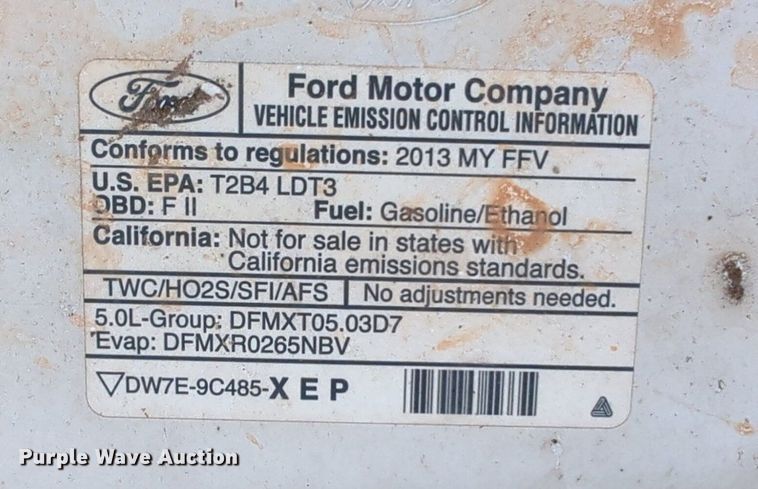 Ford
Ford Motor Company
VEHICLE EMISSION CONTROL INFORMATION
Conforms to regulations: 2013 MY FFV
U.S. EPA: T2B4 LDT3
OBD: F II Fuel: Gasoline/Ethanol
California: Not for sale in states with
California emissions standards.
TWC/HO2S/SFI/AFS No adjustments needed.
5.0L-Group: DFMXT05.03D7
Evap: DFMXR0265NBV
▽DW7E-9C485-X E P
Purple Wave Auction